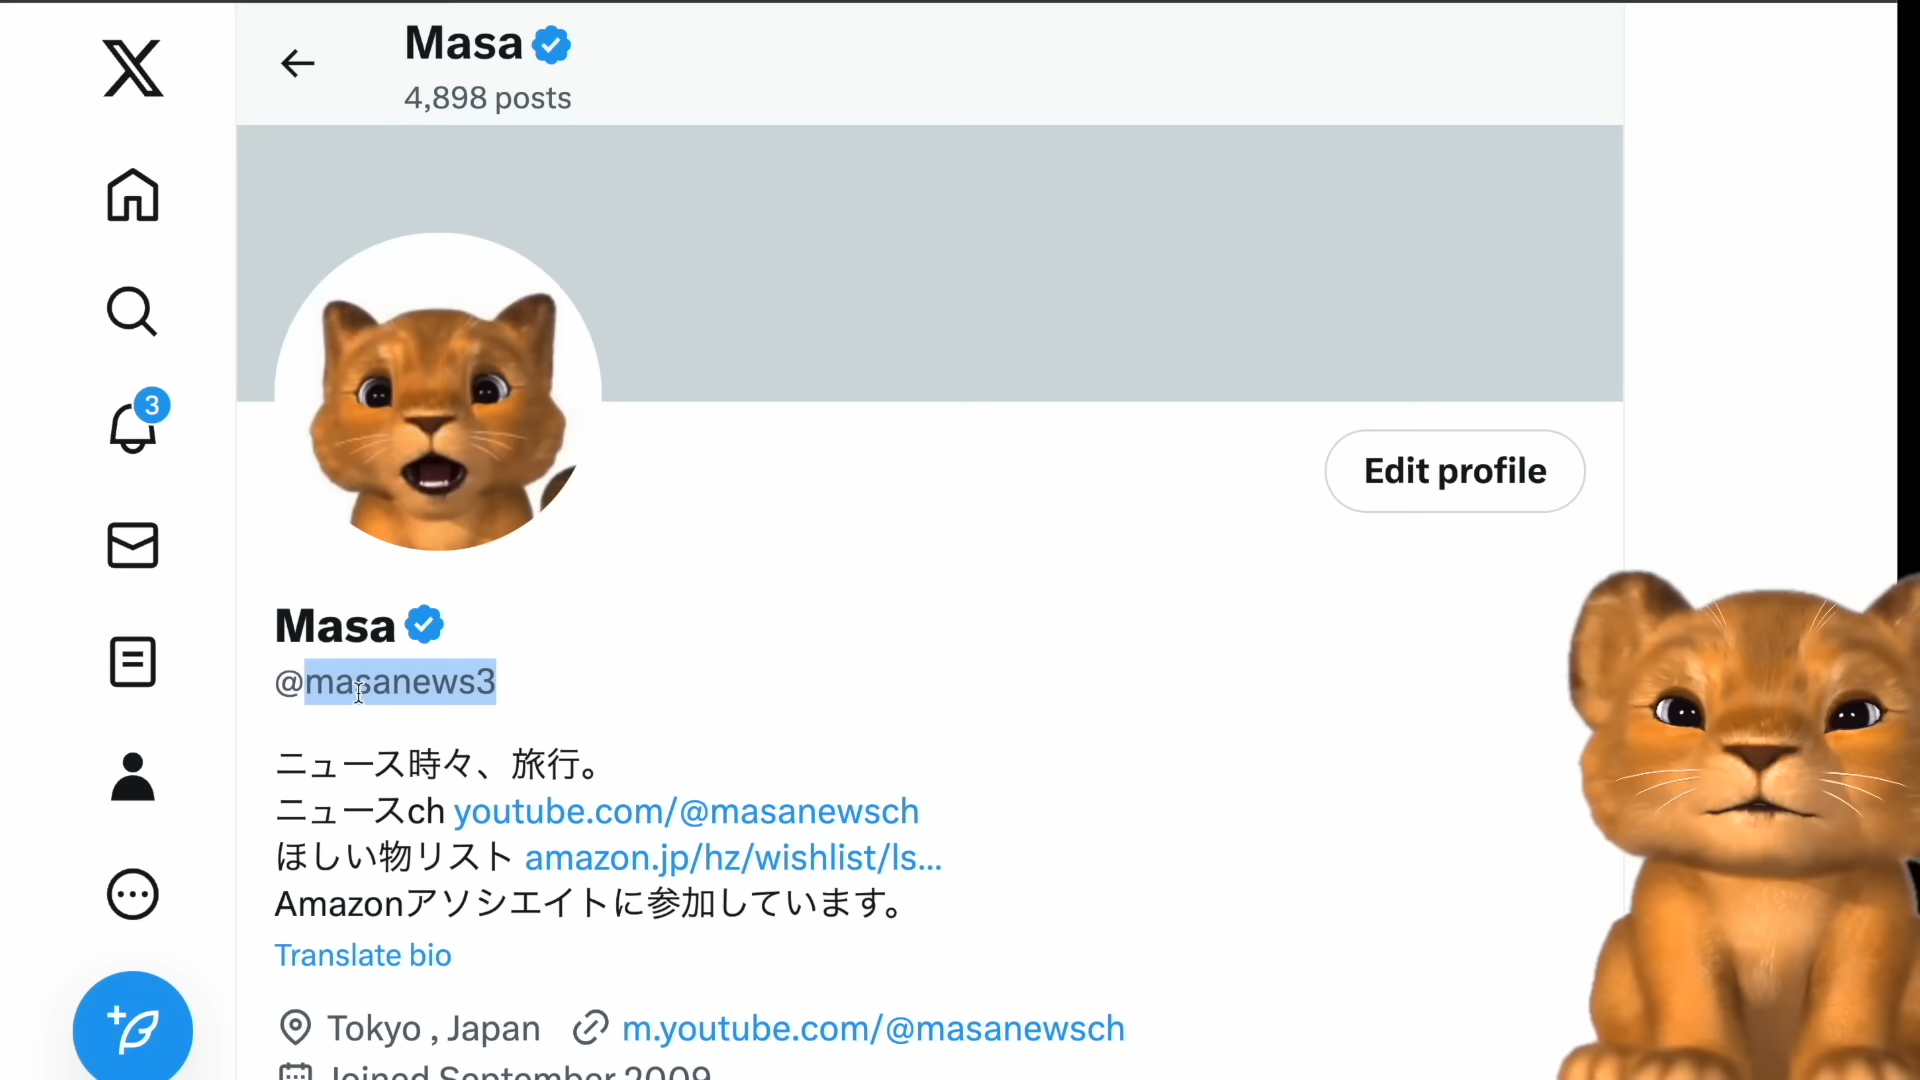 Masa
4,898 posts
3
Edit profile
Masa
@masanews3
ニュース時々、旅行。
ニュースch youtube.com/@masanewsch
ほしい物リスト amazon.jp/hz/wishlist/ls...
Amazonアソシエイトに参加しています。
Translate bio
Tokyo , Japan m.youtube.com/@masanewsch
Joined September 2009